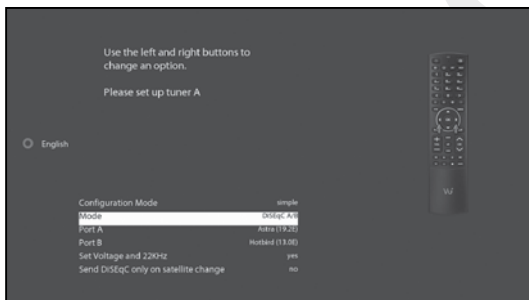 Use the left and right buttons to
change an option.
Please set up tuner A
English
Configuration Mode simple
Mode DiSEqC A/B
Port A Astra (19.2E)
Port B Hotbird (13.0E)
Set Voltage and 22KHz yes
Send DiSEqC only on satellite change no